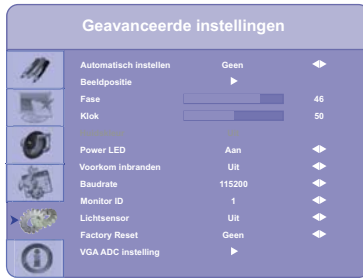 Geavanceerde instellingen
Automatisch instellen Geen
Beeldpositie
Fase 46
Klok 50
Power LED Aan
Voorkom inbranden Uit
Baudrate 115200
Monitor ID 1
Lichtsensor Uit
Factory Reset Geen
VGA ADC instelling